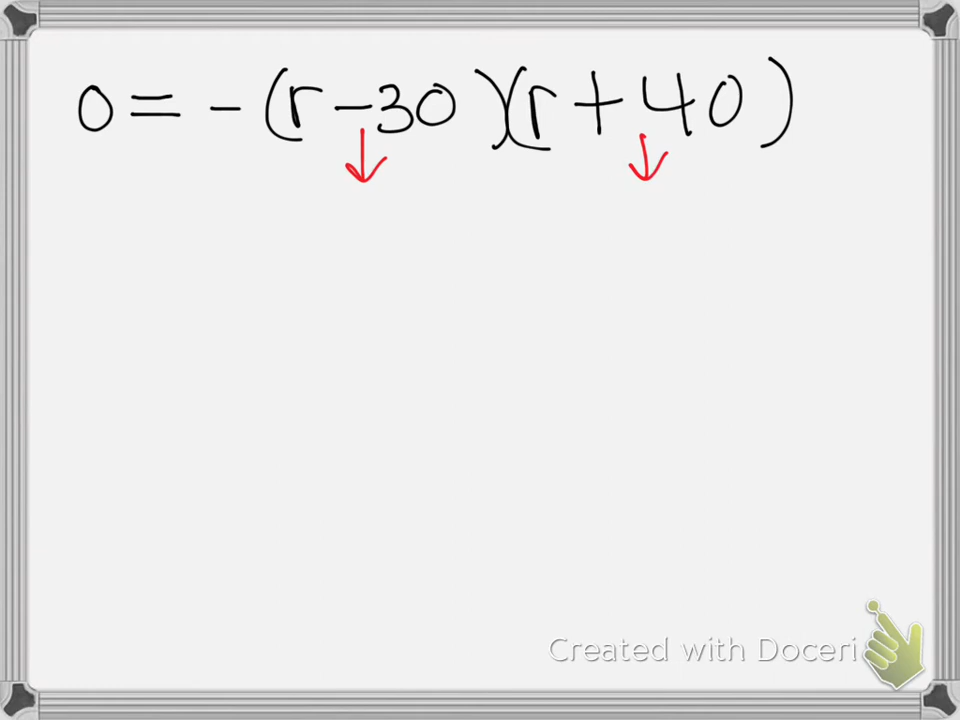 0 = -(r-30)(r+40)
Created with Doceri